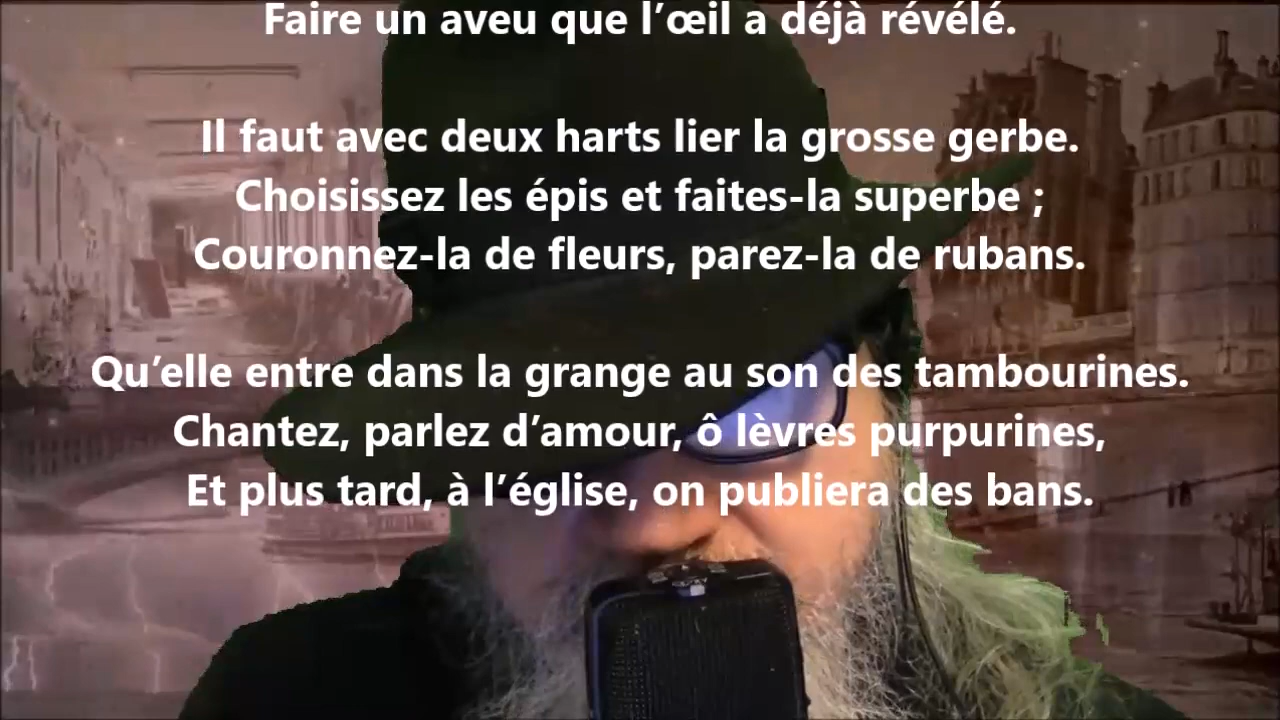 Faire un aveu que l’œil a déjà révélé.
Il faut avec deux harts lier la grosse gerbe.
Choisissez les épis et faites-la superbe ;
Couronnez-la de fleurs, parez-la de rubans.
Qu’elle entre dans la grange au son des tambourines.
Chantez, parlez d’amour, ô lèvres purpurines,
Et plus tard, à l’église, on publiera des bans.